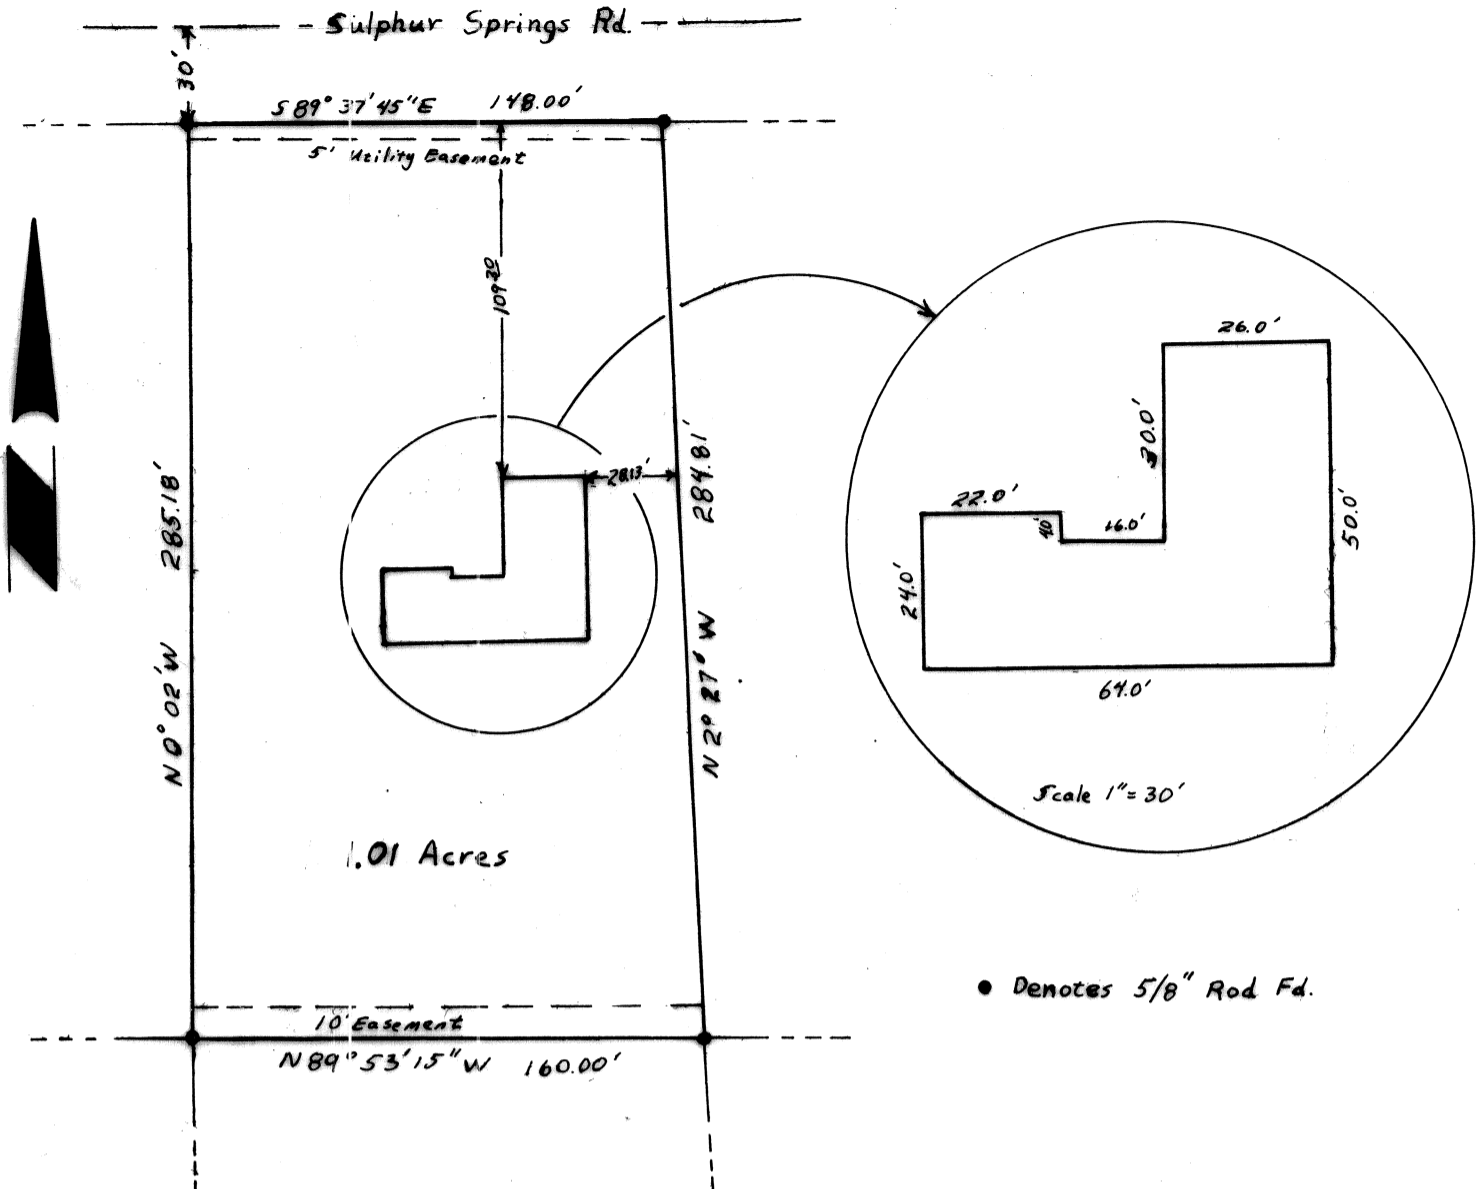 Sulphur Springs Rd.
30'
S 89° 37' 45" E 148.00'
5' Utility Easement
109.20
28.13'
N 0° 02' W 285.18'
N 2° 27' W 284.81'
1.01 Acres
10' Easement
N 89° 53' 15" W 160.00'
26.0'
30.0'
50.0'
22.0'
4.0'
16.0'
24.0'
64.0'
Scale 1" = 30'
● Denotes 5/8" Rod Fd.
N